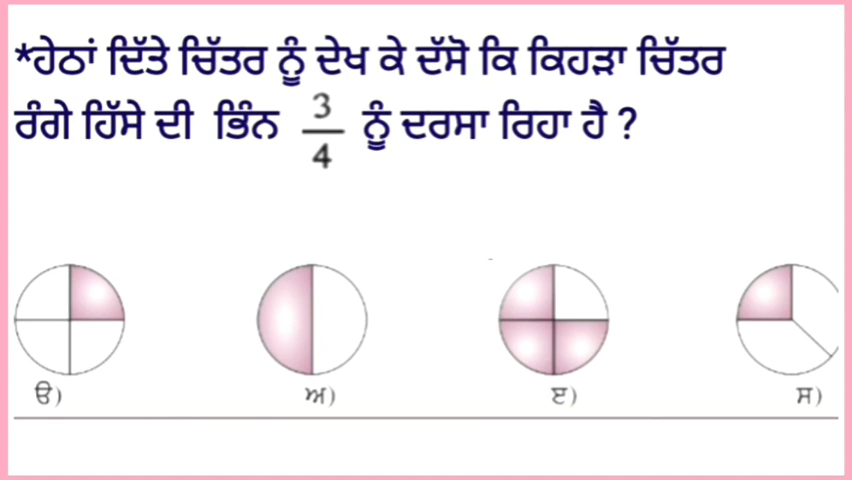 *ਹੇਠਾਂ ਦਿੱਤੇ ਚਿੱਤਰ ਨੂੰ ਦੇਖ ਕੇ ਦੱਸੋ ਕਿ ਕਿਹੜਾ ਚਿੱਤਰ
ਰੰਗੇ ਹਿੱਸੇ ਦੀ ਭਿੰਨ 3/4 ਨੂੰ ਦਰਸਾ ਰਿਹਾ ਹੈ ?
ੳ) ਅ) ੲ) ਸ)